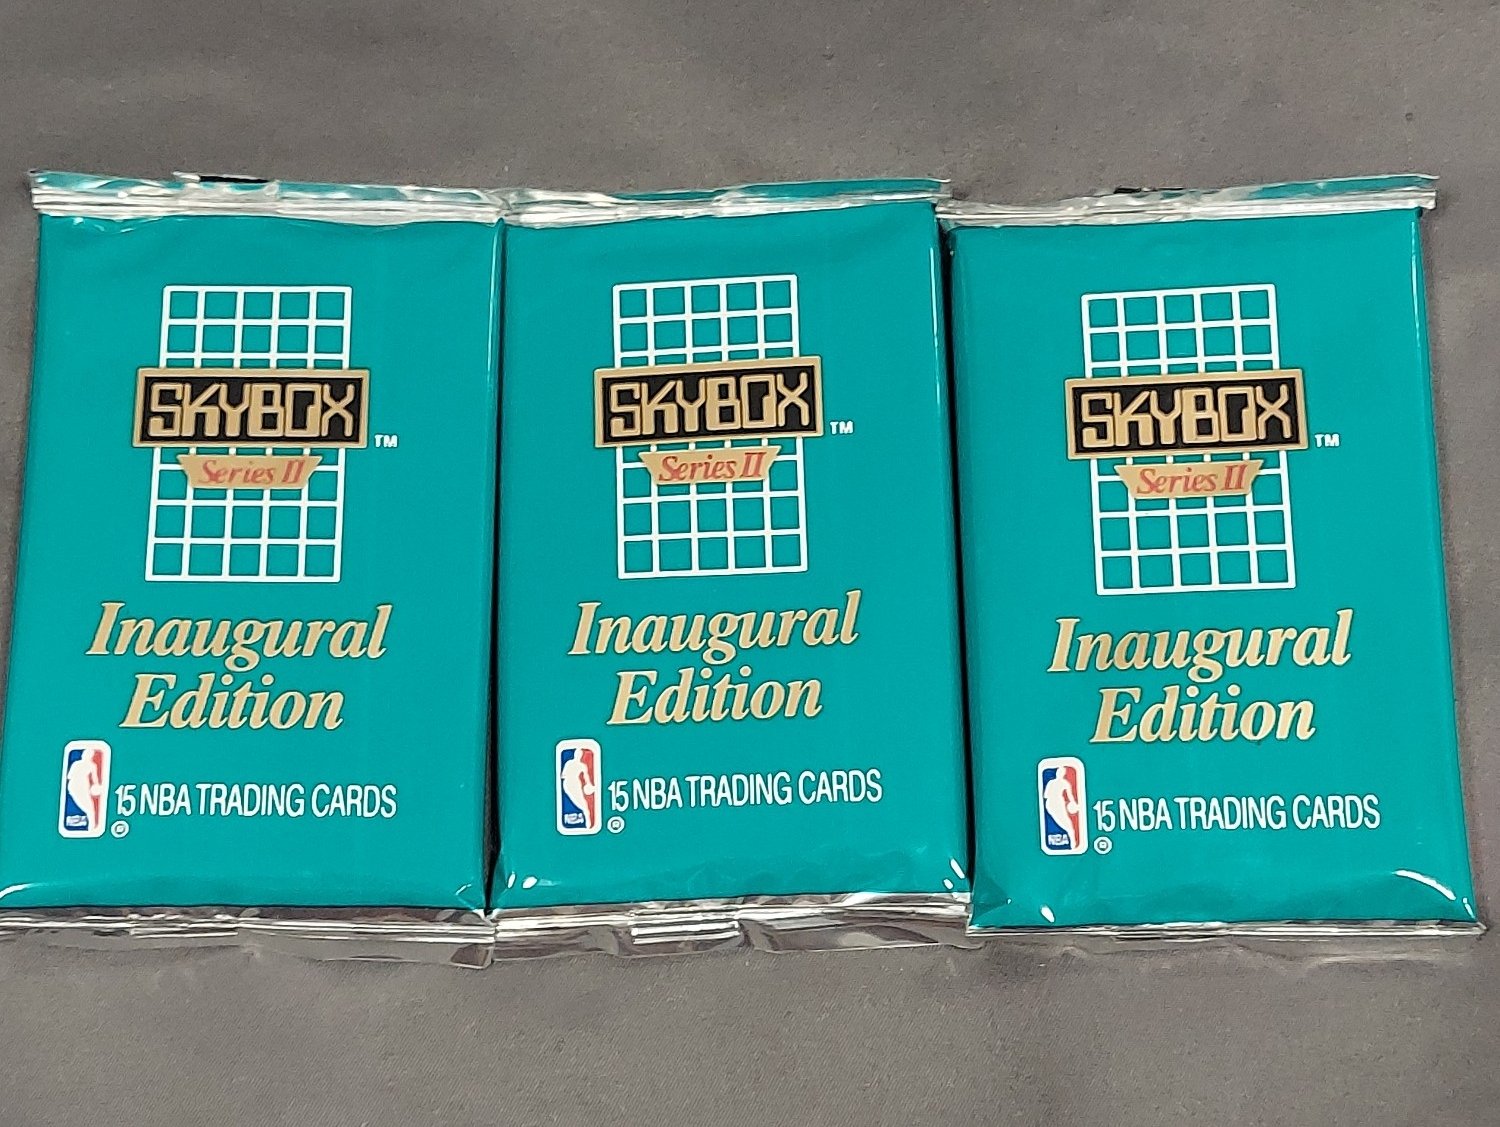 SKYBOX TM
Series II
Inaugural
Edition
NBA
15 NBA TRADING CARDS
SKYBOX TM
Series II
Inaugural
Edition
NBA
15 NBA TRADING CARDS
SKYBOX TM
Series II
Inaugural
Edition
NBA
15 NBA TRADING CARDS